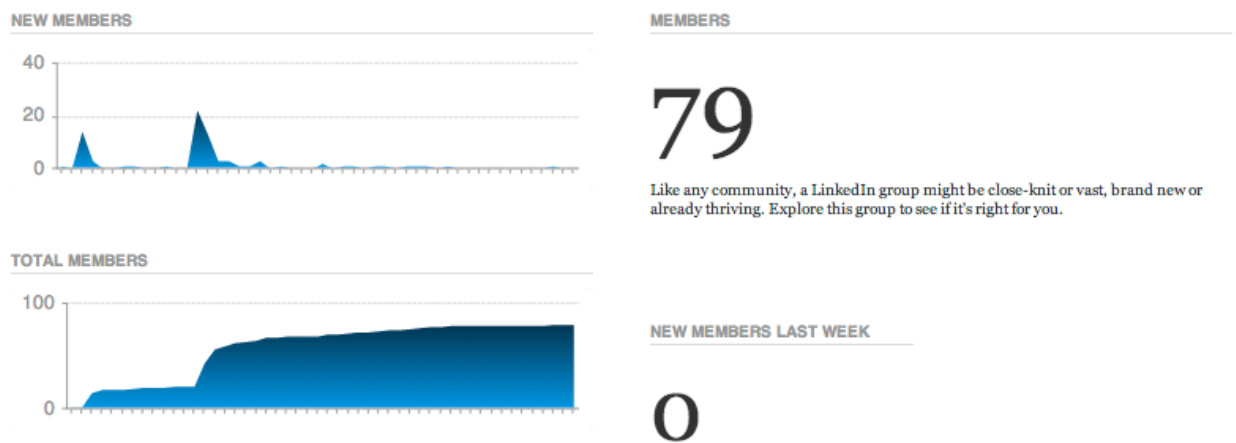 NEW MEMBERS
40
20
0
TOTAL MEMBERS
100
0
MEMBERS
79
Like any community, a LinkedIn group might be close-knit or vast, brand new or
already thriving. Explore this group to see if it's right for you.
NEW MEMBERS LAST WEEK
0